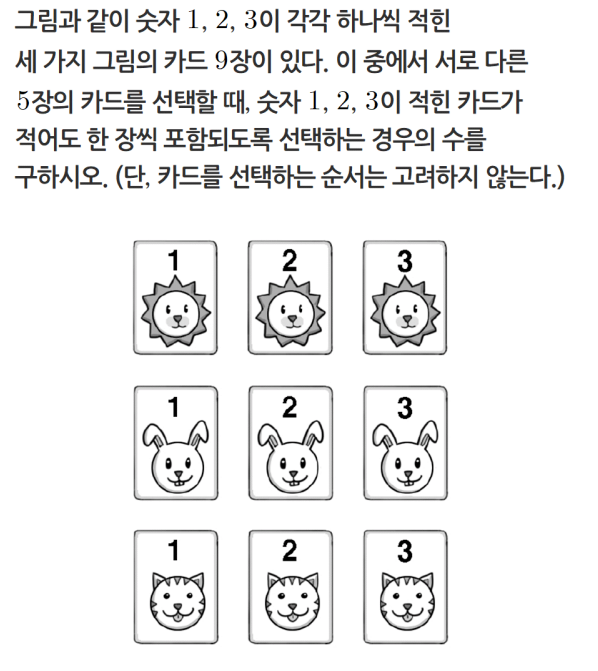 그림과 같이 숫자 1, 2, 3이 각각 하나씩 적힌
세 가지 그림의 카드 9장이 있다. 이 중에서 서로 다른
5장의 카드를 선택할 때, 숫자 1, 2, 3이 적힌 카드가
적어도 한 장씩 포함되도록 선택하는 경우의 수를
구하시오. (단, 카드를 선택하는 순서는 고려하지 않는다.)
1 2 3
1 2 3
1 2 3